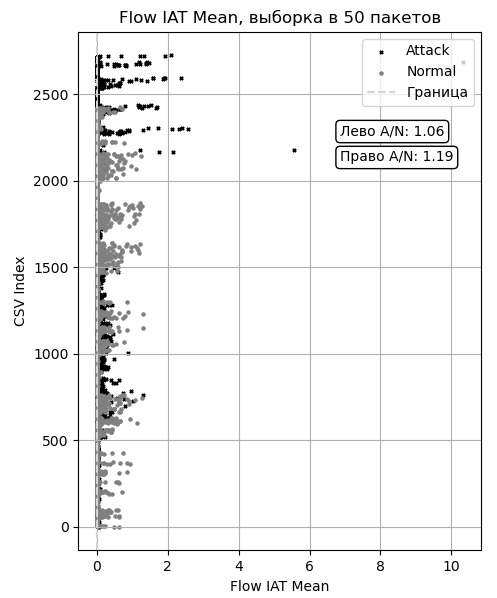 Flow IAT Mean, выборка в 50 пакетов
Attack
Normal
Граница
Лево A/N: 1.06
Право A/N: 1.19
2500
2000
1500
1000
500
0
CSV Index
0 2 4 6 8 10
Flow IAT Mean